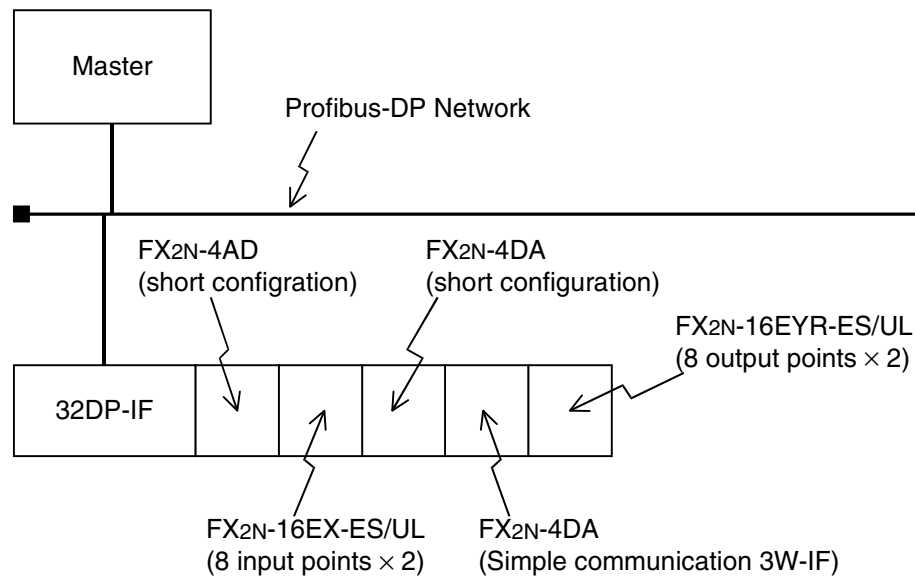 Master
Profibus-DP Network
FX2N-4AD
(short configration)
FX2N-4DA
(short configuration)
FX2N-16EYR-ES/UL
(8 output points × 2)
32DP-IF
FX2N-16EX-ES/UL
(8 input points × 2)
FX2N-4DA
(Simple communication 3W-IF)